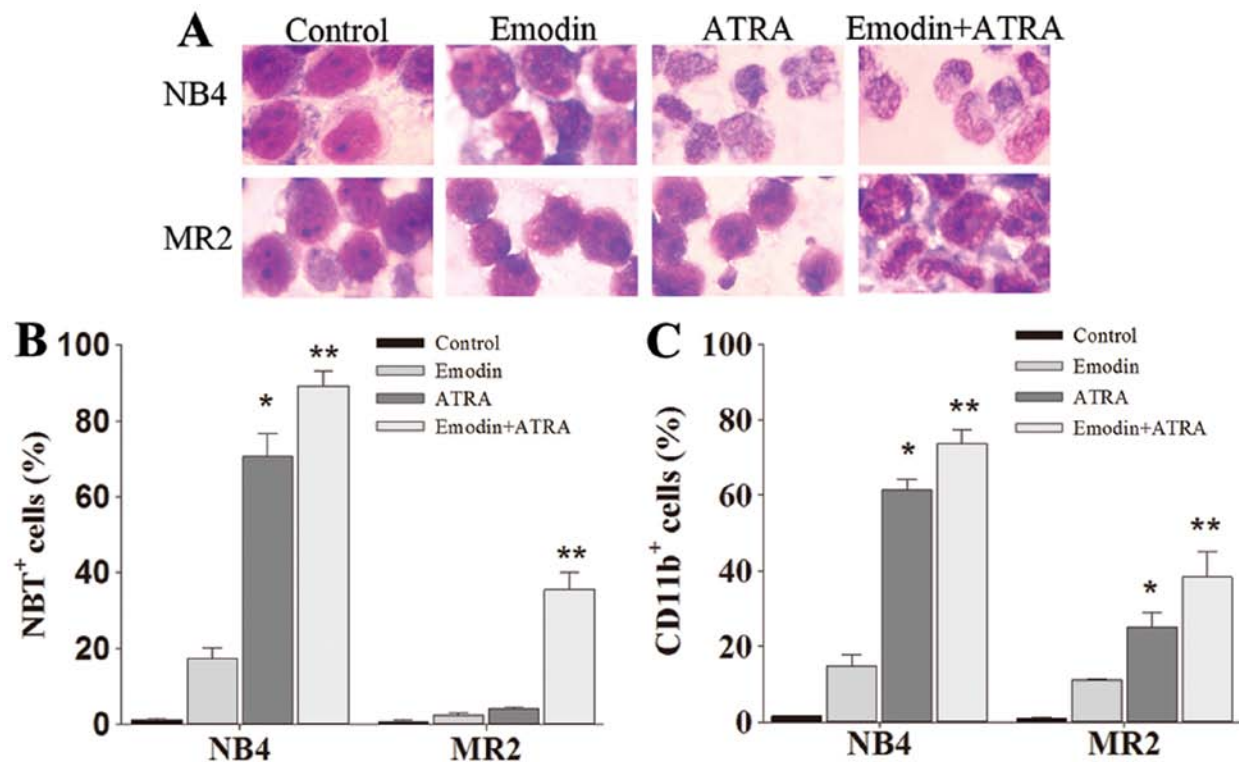 A Control Emodin ATRA Emodin+ATRA
NB4
MR2
B
NBT⁺ cells (%)
100
80
60
40
20
0
Control
Emodin
ATRA
Emodin+ATRA
*
**
**
NB4 MR2
C
CD11b⁺ cells (%)
100
80
60
40
20
0
Control
Emodin
ATRA
Emodin+ATRA
*
**
*
**
NB4 MR2